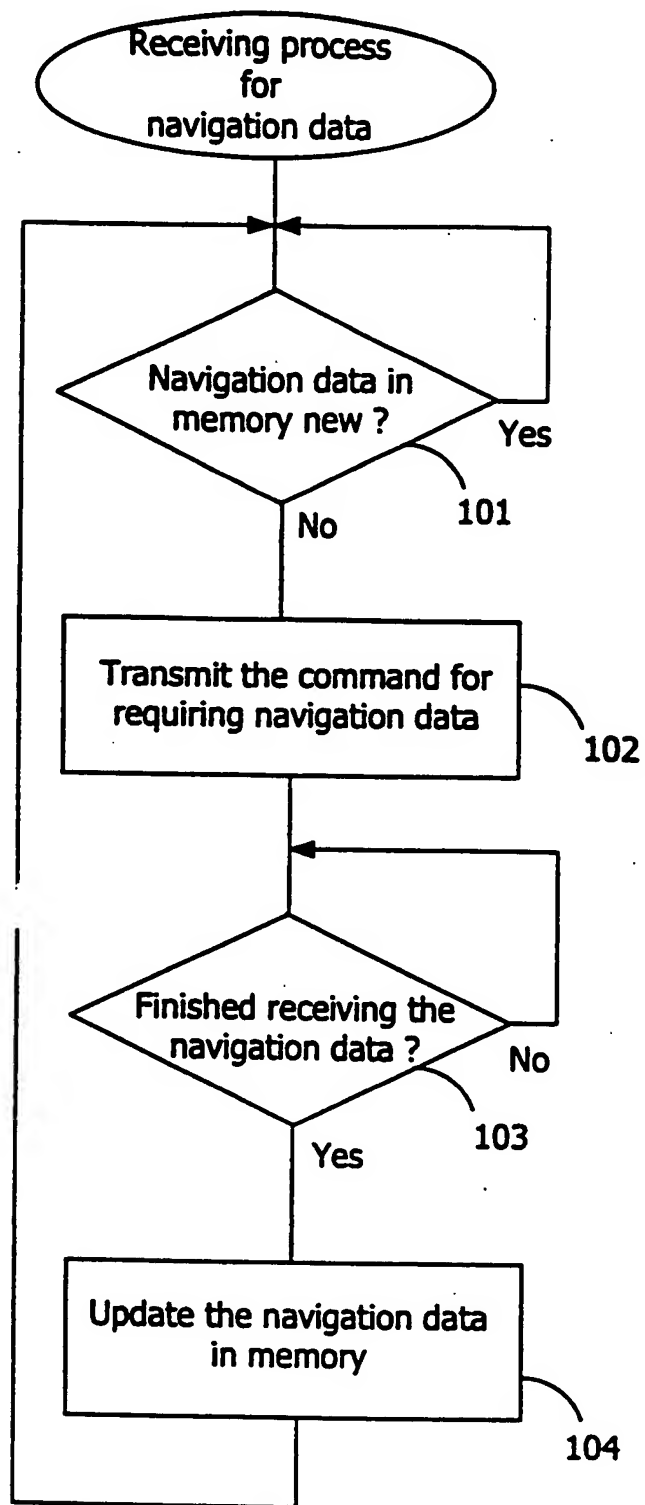 Receiving process
for
navigation data
Navigation data in
memory new ?
Yes
101
No
Transmit the command for
requiring navigation data
102
Finished receiving the
navigation data ?
No
103
Yes
Update the navigation data
in memory
104